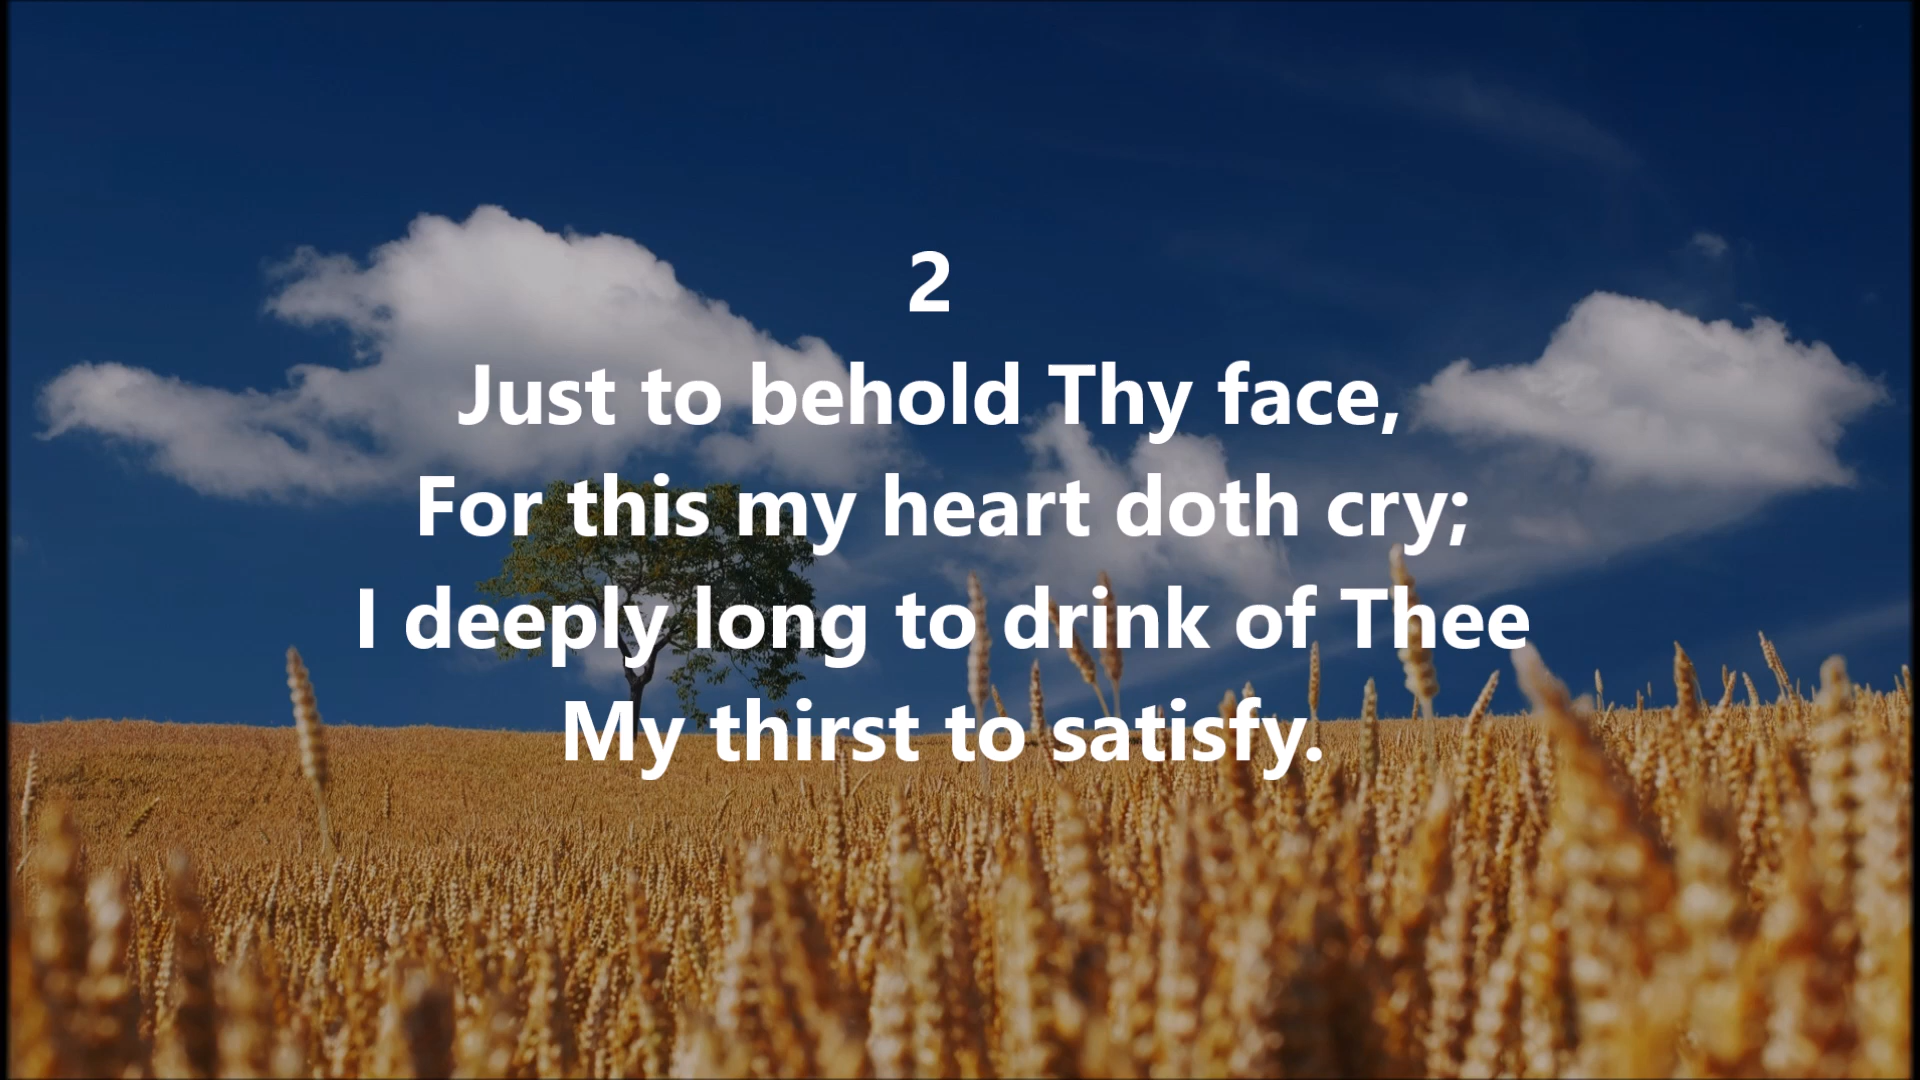 2
Just to behold Thy face,
For this my heart doth cry;
I deeply long to drink of Thee
My thirst to satisfy.